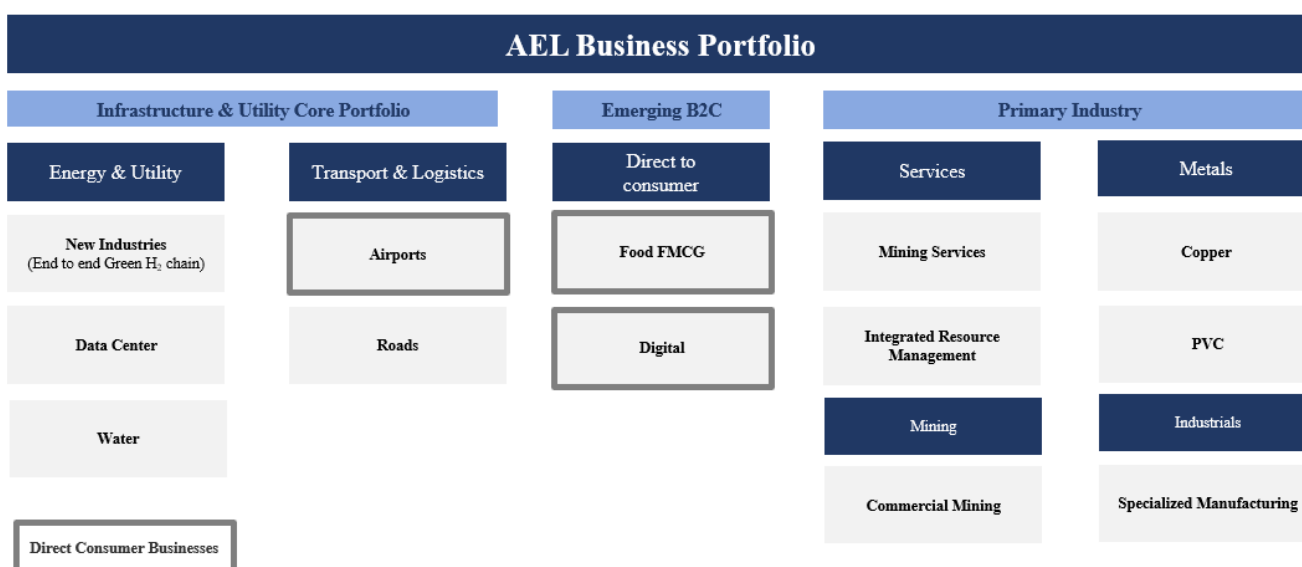 AEL Business Portfolio
Infrastructure & Utility Core Portfolio
Emerging B2C
Primary Industry
Energy & Utility
Transport & Logistics
Direct to
consumer
Services
Metals
New Industries
(End to end Green H₂ chain)
Airports
Food FMCG
Mining Services
Copper
Data Center
Roads
Digital
Integrated Resource
Management
PVC
Water
Mining
Industrials
Commercial Mining
Specialized Manufacturing
Direct Consumer Businesses